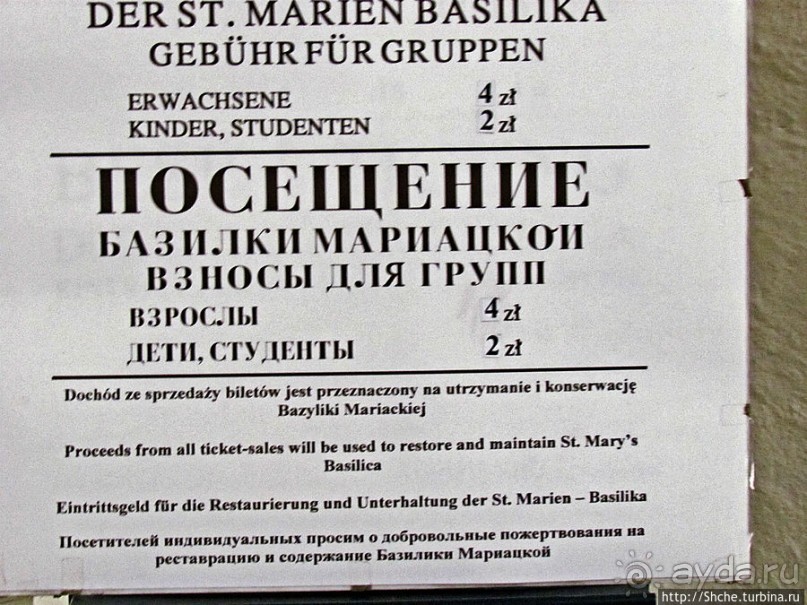 DER ST. MARIEN BASILIKA
GEBÜHR FÜR GRUPPEN
ERWACHSENE 4 zł
KINDER, STUDENTEN 2 zł
ПОСЕЩЕНИЕ
БАЗИЛКИ МАРИАЦКОИ
ВЗНОСЫ ДЛЯ ГРУПП
ВЗРОСЛЫ 4 zł
ДЕТИ, СТУДЕНТЫ 2 zł
Dochód ze sprzedaży biletów jest przeznaczony na utrzymanie i konserwację
Bazyliki Mariackiej
Proceeds from all ticket-sales will be used to restore and maintain St. Mary's
Basilica
Eintrittsgeld für die Restaurierung und Unterhaltung der St. Marien – Basilika
Посетителей индивидуальных просим о добровольные пожертвования на
реставрацию и содержание Базилики Мариацкой
ayda.ru
http://Shche.turbina.ru